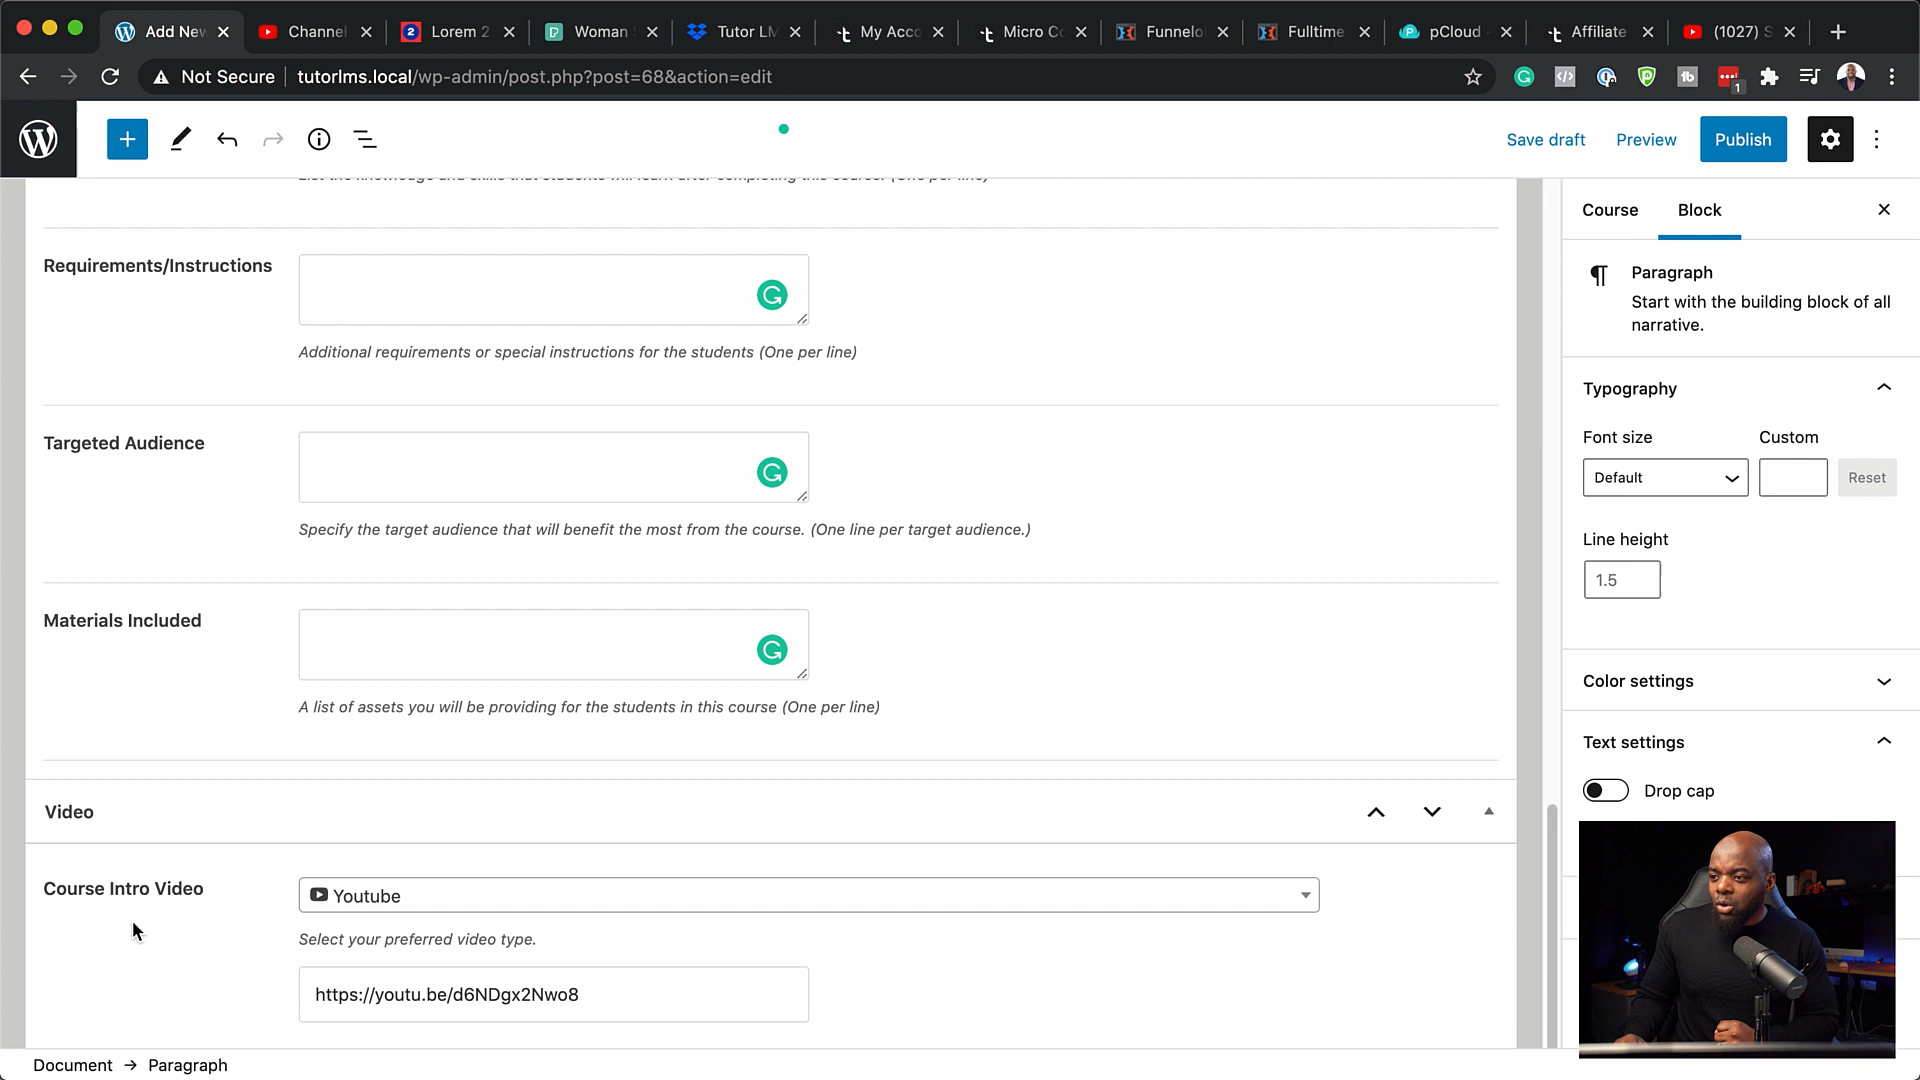 Add New
Channel
Lorem 2
Woman
Tutor LM
My Acco
Micro Co
Funnelo
Fulltime
pCloud
Affiliate
(1027) S
Not Secure
tutorlms.local/wp-admin/post.php?post=68&action=edit
1
Save draft
Preview
Publish
List the knowledge and skills that students will learn after completing this course. (One per line)
Requirements/Instructions
Additional requirements or special instructions for the students (One per line)
Targeted Audience
Specify the target audience that will benefit the most from the course. (One line per target audience.)
Materials Included
A list of assets you will be providing for the students in this course (One per line)
Video
Course Intro Video
Youtube
Select your preferred video type.
https://youtu.be/d6NDgx2Nwo8
Document → Paragraph
Course
Block
Paragraph
Start with the building block of all
narrative.
Typography
Font size
Custom
Default
Reset
Line height
1.5
Color settings
Text settings
Drop cap